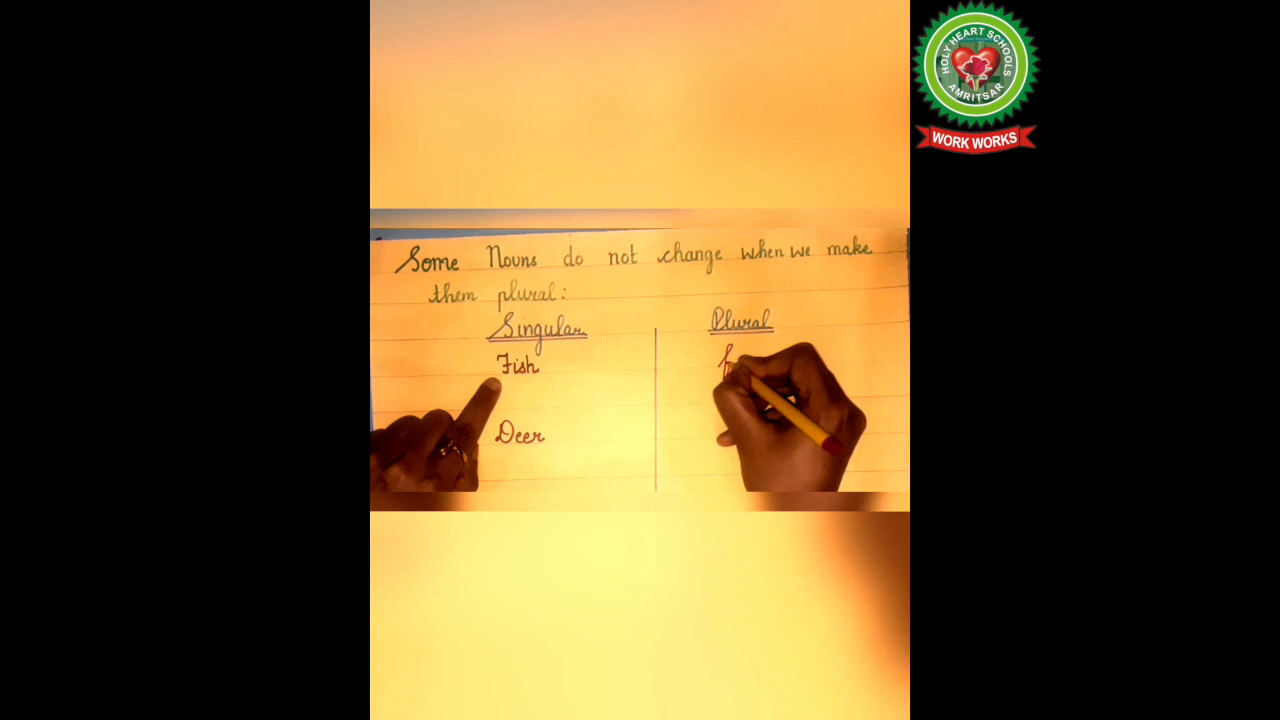 HOLY HEART SCHOOLS
AMRITSAR
WORK WORKS
Some Nouns do not change when we make
them plural:
Singular Plural
Fish f
Deer